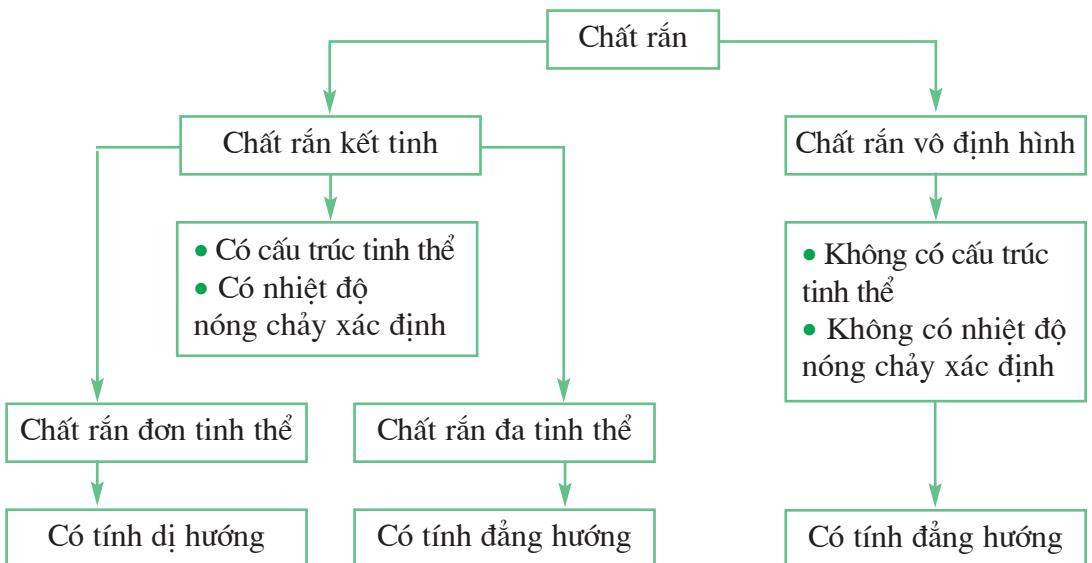 Chất rắn
Chất rắn kết tinh
Chất rắn vô định hình
• Có cấu trúc tinh thể
• Có nhiệt độ
nóng chảy xác định
• Không có cấu trúc
tinh thể
• Không có nhiệt độ
nóng chảy xác định
Chất rắn đơn tinh thể
Chất rắn đa tinh thể
Có tính dị hướng
Có tính đẳng hướng
Có tính đẳng hướng